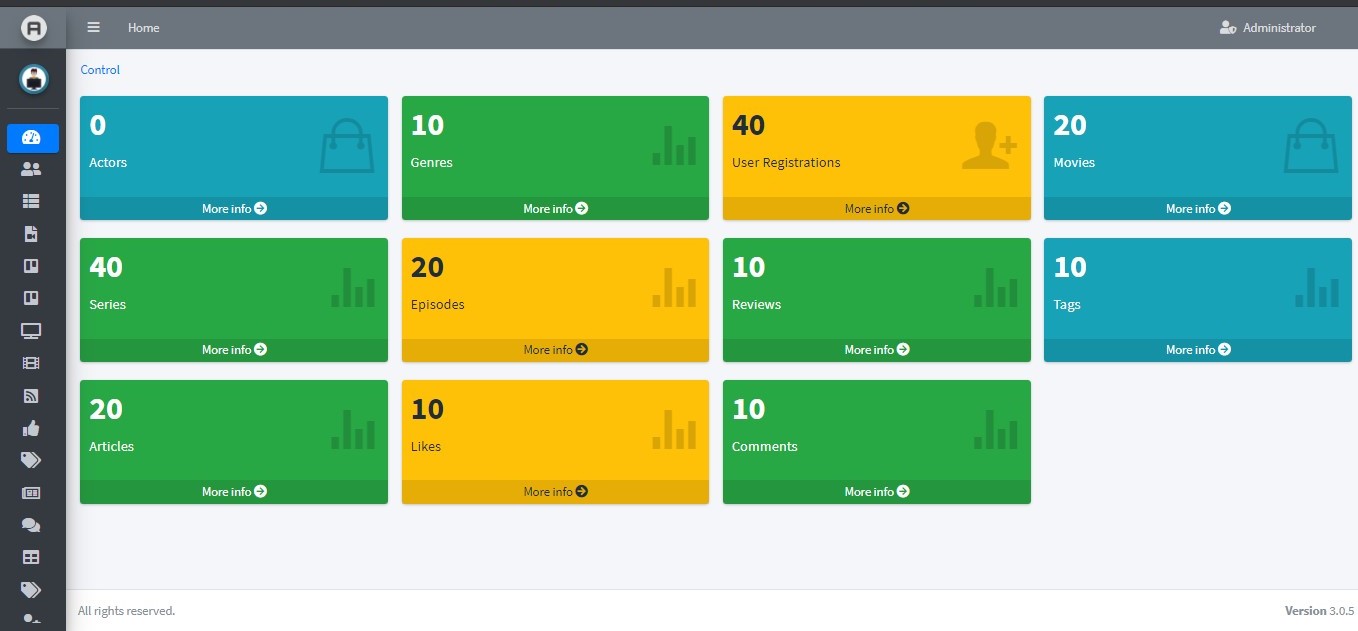 A
Home
Administrator
Control
0
Actors
More info
10
Genres
More info
40
User Registrations
More info
20
Movies
More info
40
Series
More info
20
Episodes
More info
10
Reviews
More info
10
Tags
More info
20
Articles
More info
10
Likes
More info
10
Comments
More info
All rights reserved.
Version 3.0.5